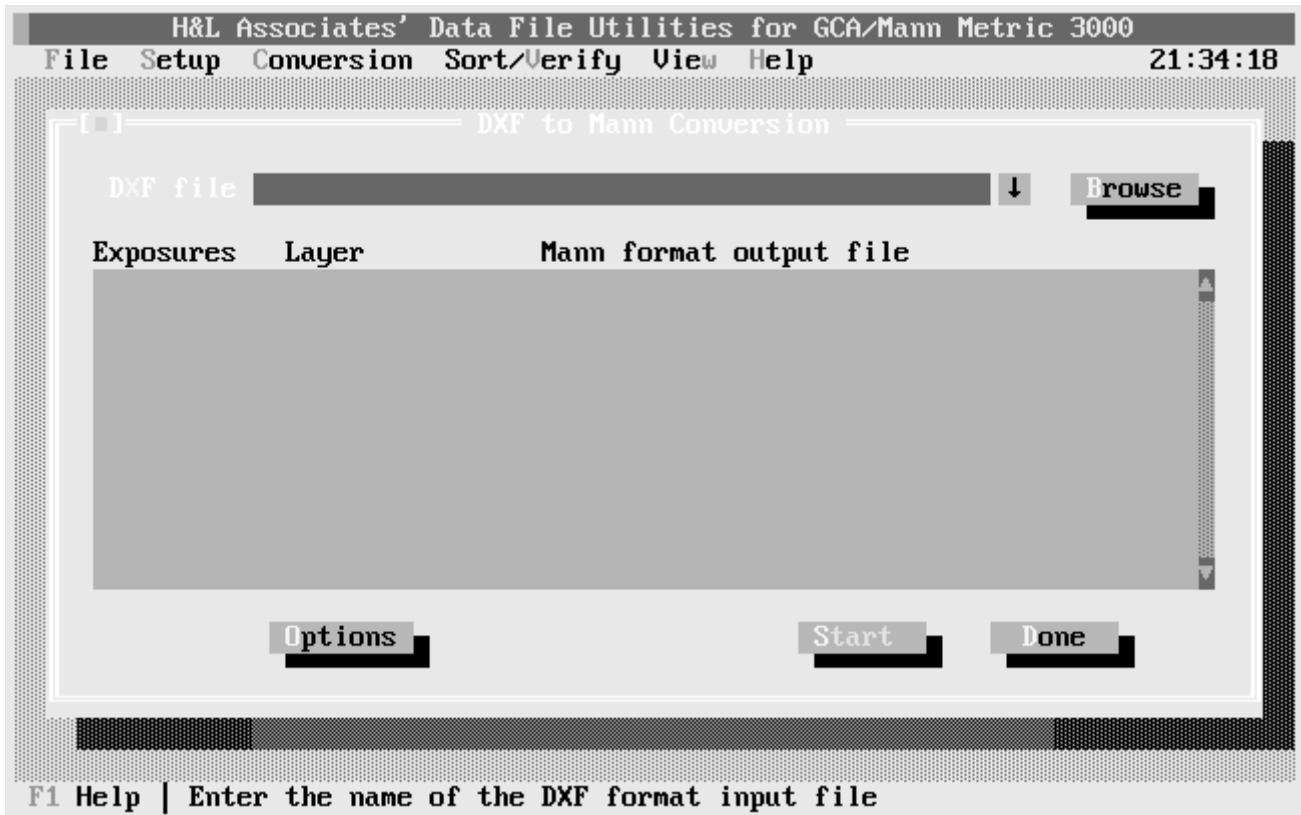 H&L Associates' Data File Utilities for GCA/Mann Metric 3000
File Setup Conversion Sort/Verify View Help 21:34:18
[■] DXF to Mann Conversion
DXF file ↓ Browse
Exposures Layer Mann format output file
Options Start Done
F1 Help | Enter the name of the DXF format input file